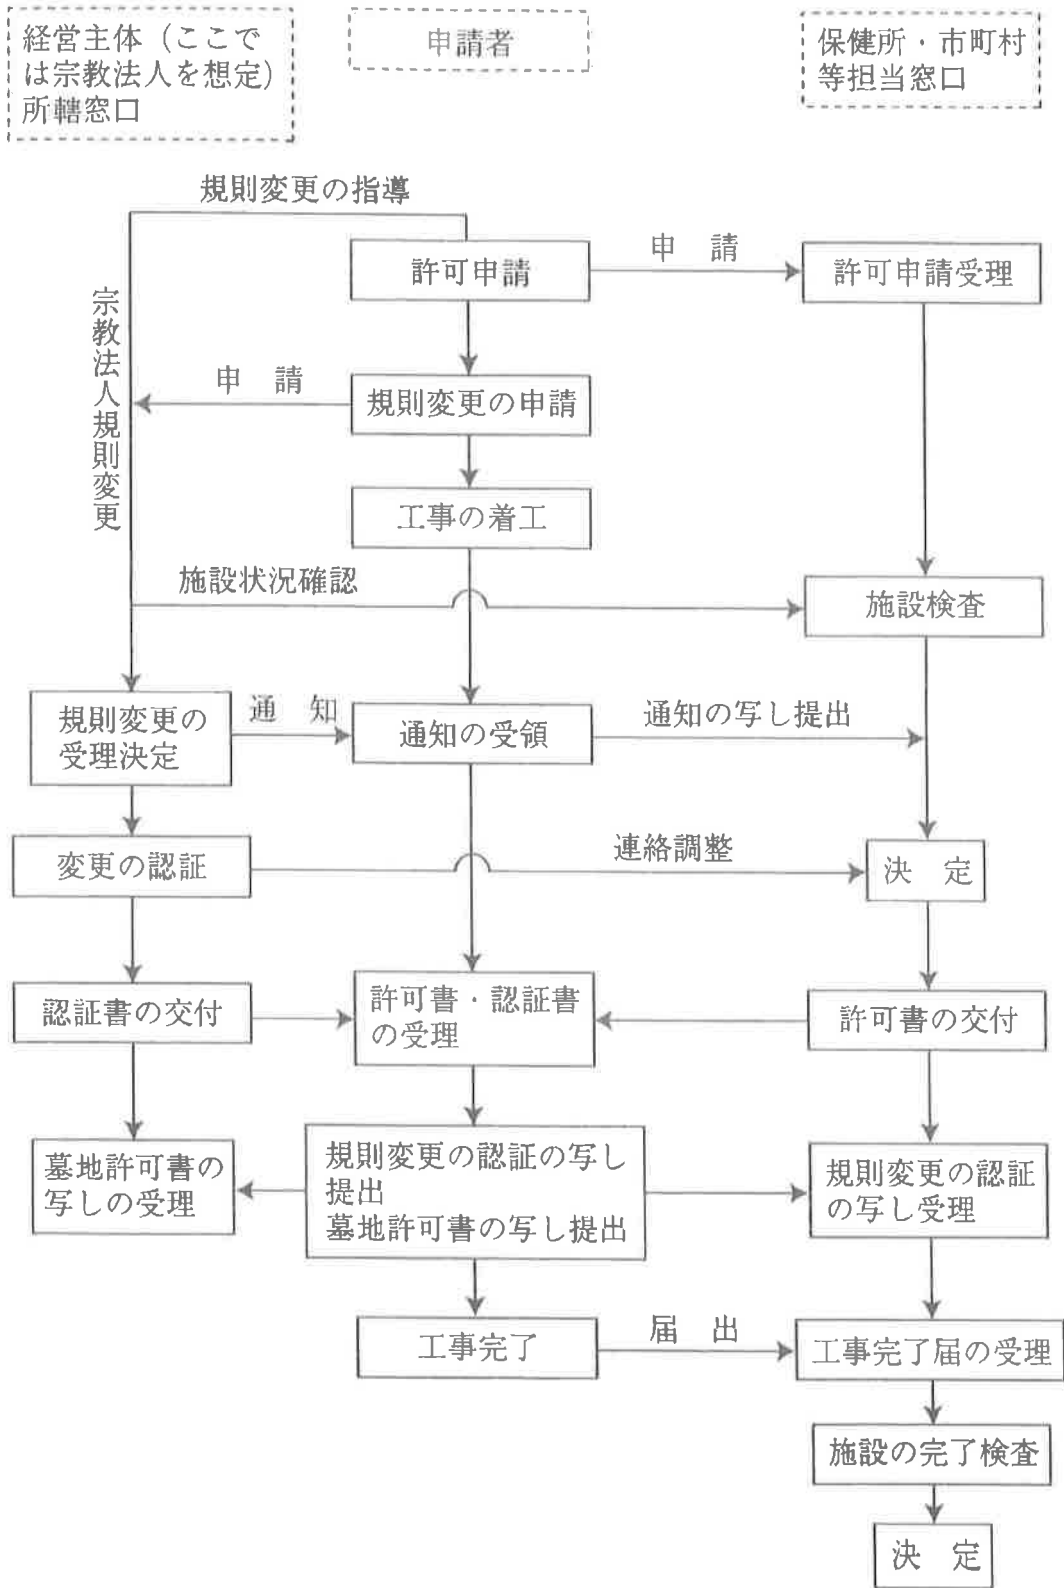 経営主体（ここで
は宗教法人を想定）
所轄窓口
申請者
保健所・市町村
等担当窓口
規則変更の指導
許可申請
申　請
許可申請受理
宗教法人規則変更
申　請
規則変更の申請
工事の着工
施設状況確認
施設検査
規則変更の
受理決定
通　知
通知の受領
通知の写し提出
変更の認証
連絡調整
決　定
認証書の交付
許可書・認証書
の受理
許可書の交付
墓地許可書の
写しの受理
規則変更の認証の写し
提出
墓地許可書の写し提出
規則変更の認証
の写し受理
工事完了
届　出
工事完了届の受理
施設の完了検査
決　定